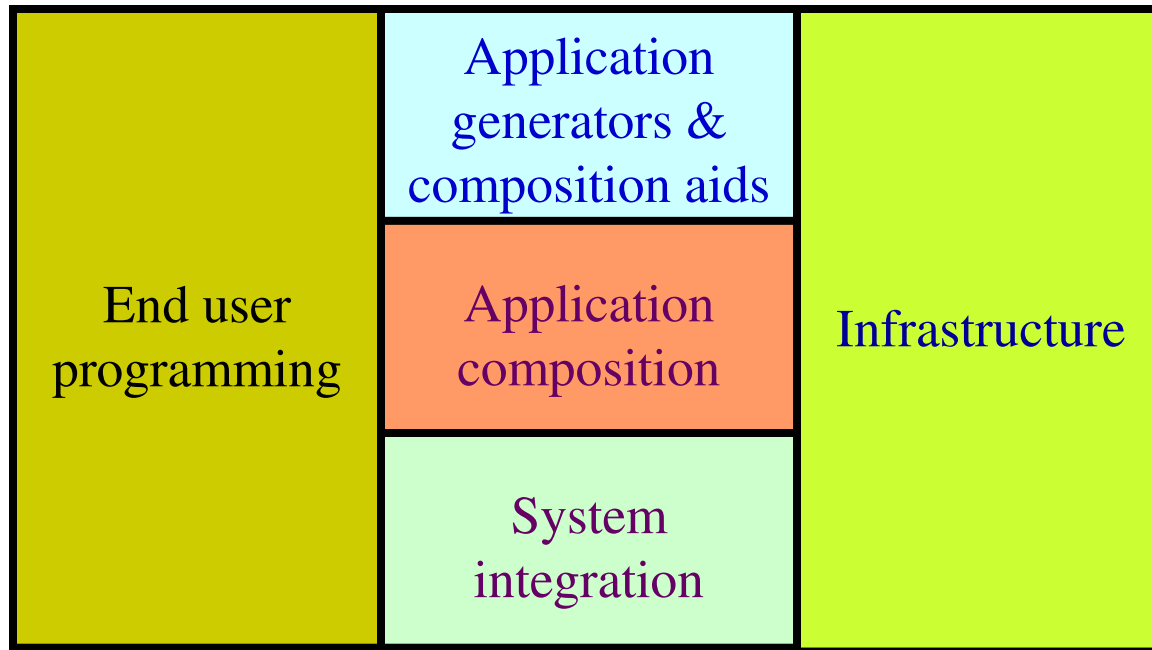 End user
programming
Application
generators &
composition aids
Application
composition
System
integration
Infrastructure